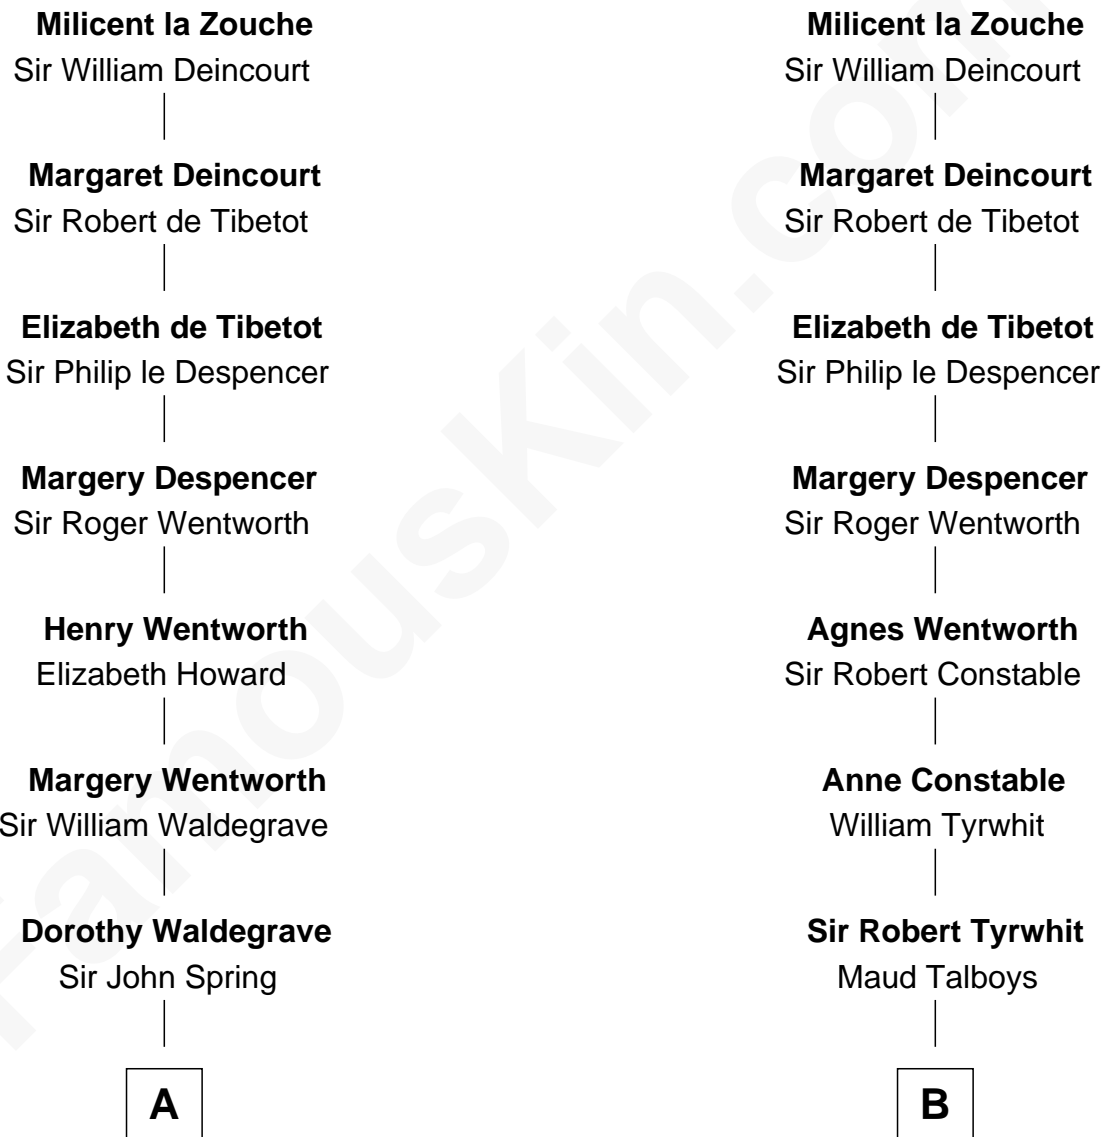 Milicent la Zouche
Sir William Deincourt
Margaret Deincourt
Sir Robert de Tibetot
Elizabeth de Tibetot
Sir Philip le Despencer
Margery Despencer
Sir Roger Wentworth
Henry Wentworth
Elizabeth Howard
Margery Wentworth
Sir William Waldegrave
Dorothy Waldegrave
Sir John Spring
A
Milicent la Zouche
Sir William Deincourt
Margaret Deincourt
Sir Robert de Tibetot
Elizabeth de Tibetot
Sir Philip le Despencer
Margery Despencer
Sir Roger Wentworth
Agnes Wentworth
Sir Robert Constable
Anne Constable
William Tyrwhit
Sir Robert Tyrwhit
Maud Talboys
B
FamousKin.com